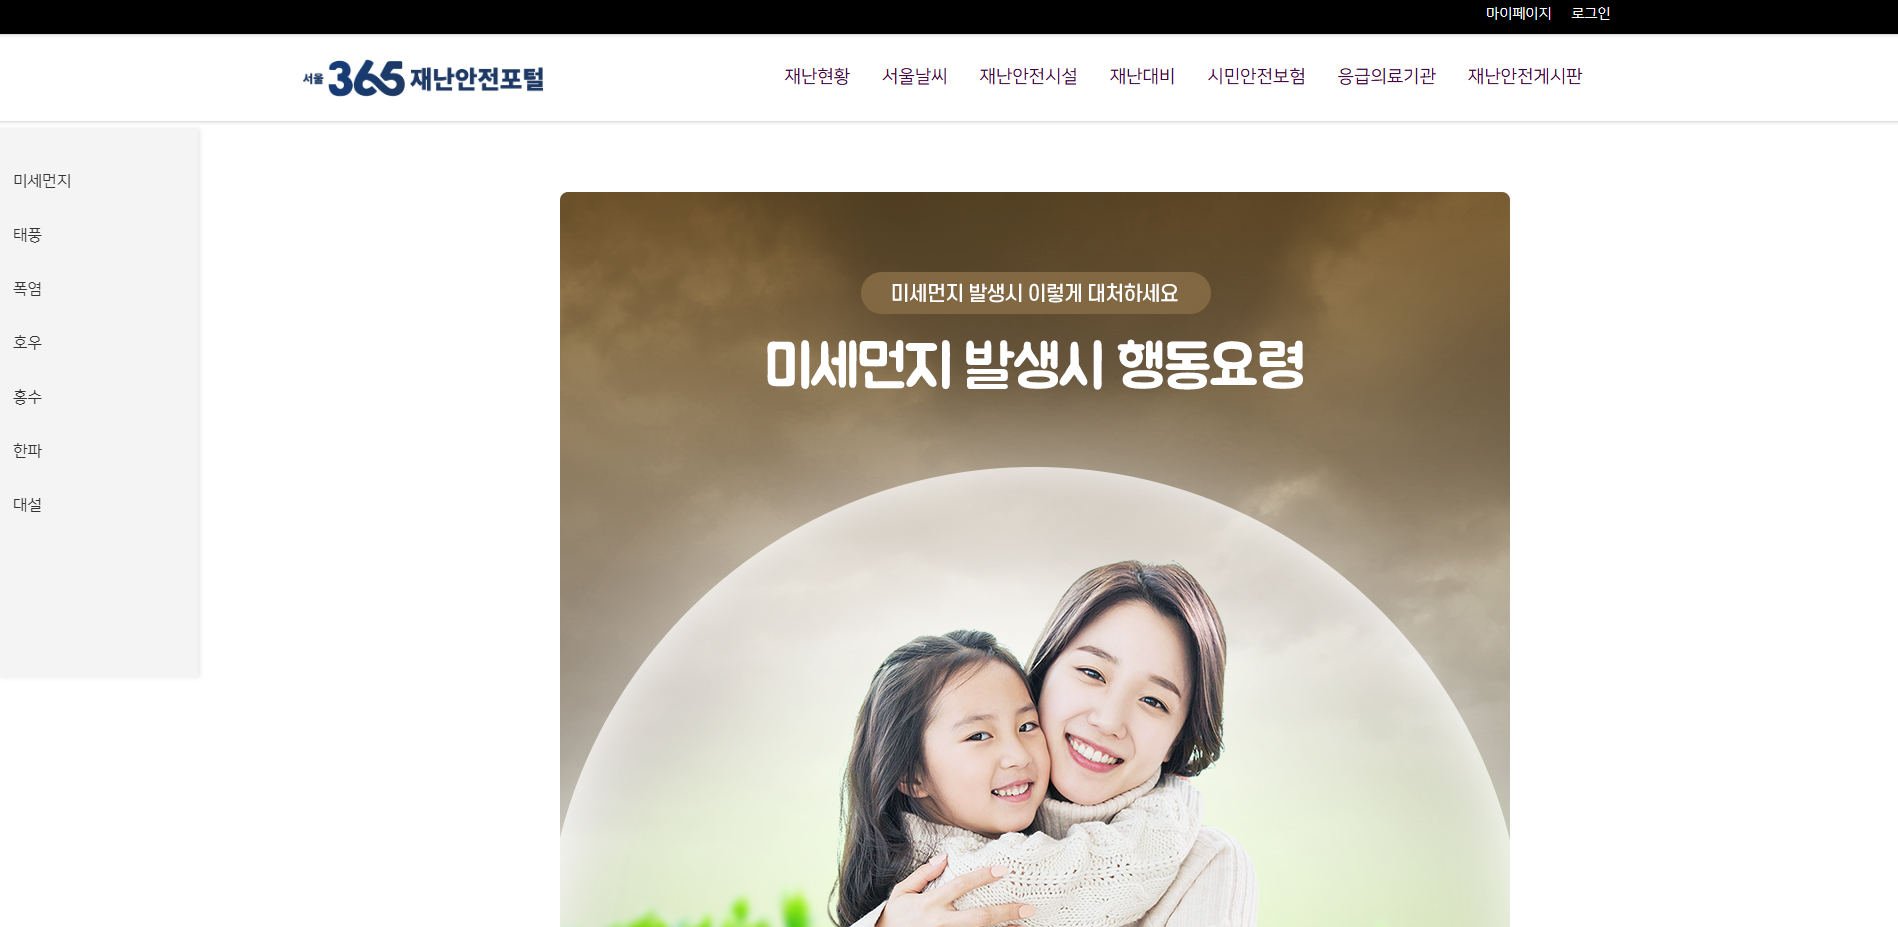 마이페이지 로그인
서울 365 재난안전포털
재난현황 서울날씨 재난안전시설 재난대비 시민안전보험 응급의료기관 재난안전게시판
미세먼지
태풍
폭염
호우
홍수
한파
대설
미세먼지 발생시 이렇게 대처하세요
미세먼지 발생시 행동요령